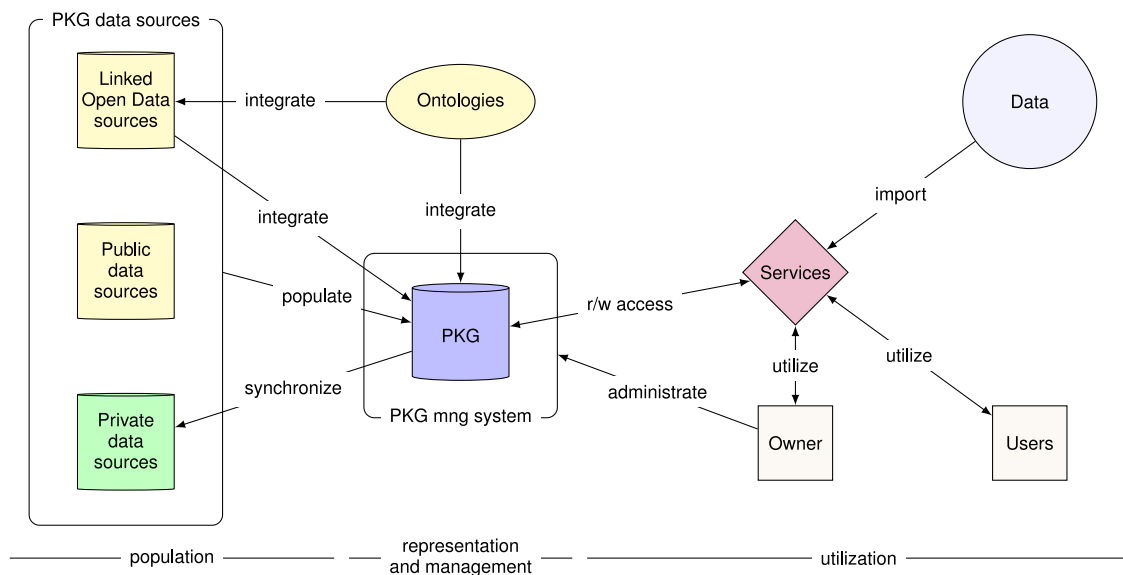 PKG data sources
Linked
Open Data
sources
integrate
Ontologies
Data
import
integrate
integrate
Public
data
sources
Services
populate
r/w access
PKG
utilize
utilize
synchronize
administrate
PKG mng system
Private
data
sources
Owner
Users
population
representation
and management
utilization